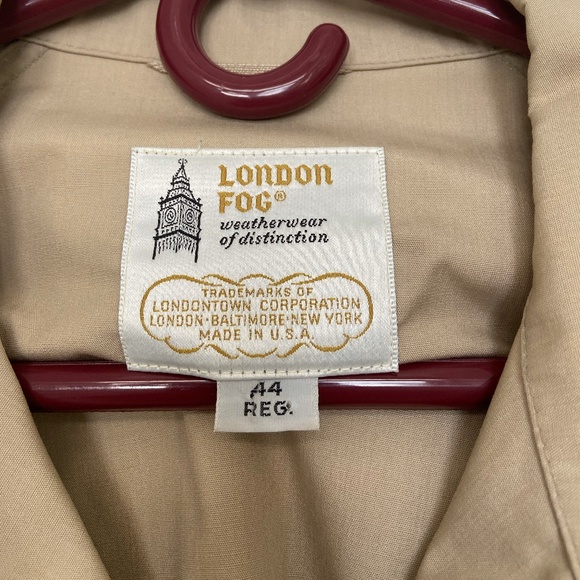 LONDON
FOG®
weatherwear
of distinction
TRADEMARKS OF
LONDONTOWN CORPORATION
LONDON·BALTIMORE·NEW YORK
MADE IN U.S.A.
44
REG.